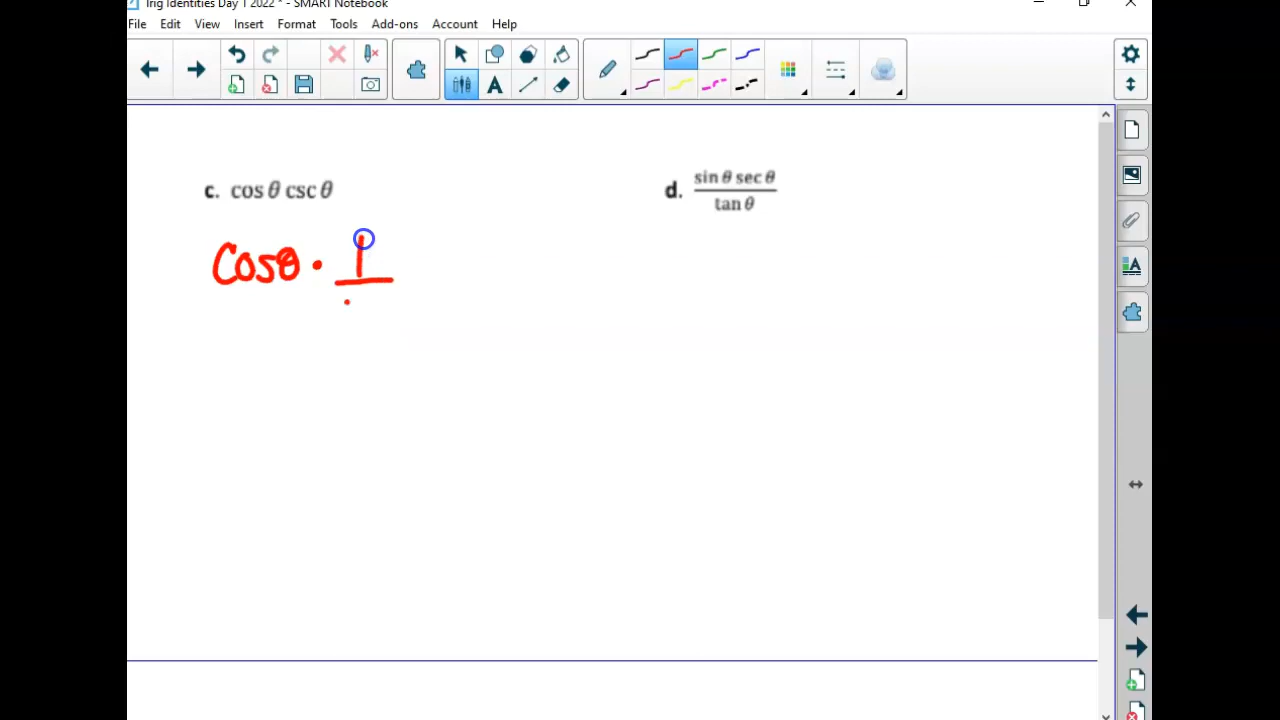 Trig Identities Day 1 2022 * - SMART Notebook
File Edit View Insert Format Tools Add-ons Account Help
c. cos θ csc θ
d. sin θ sec θ
tan θ
Cosθ · 1